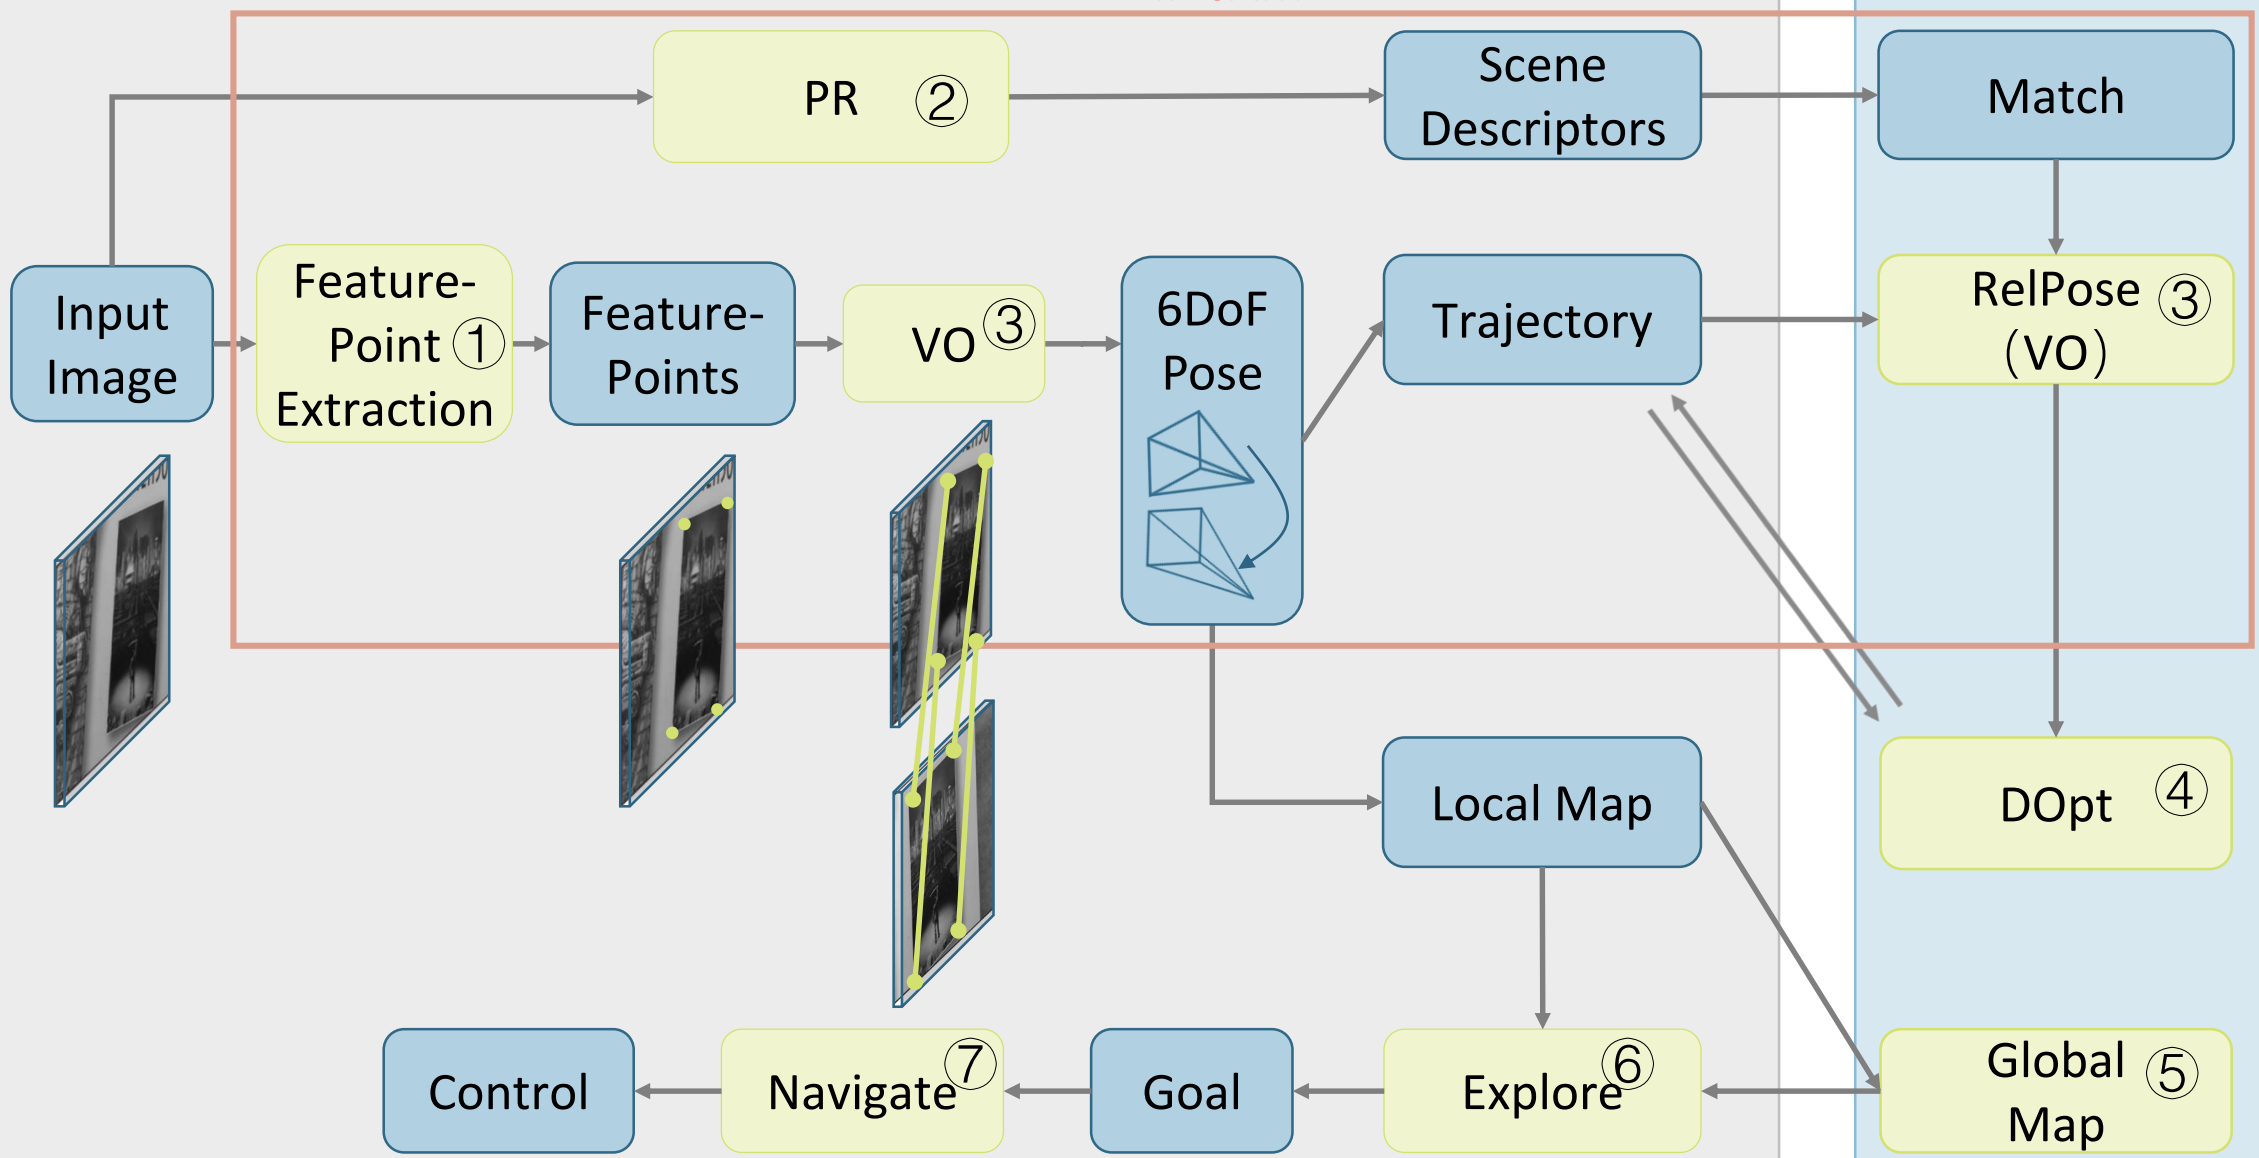 PR ②
Scene
Descriptors
Match
Input
Image
Feature-
Point ①
Extraction
Feature-
Points
VO ③
6DoF
Pose
Trajectory
RelPose ③
(VO)
Local Map
DOpt ④
Control
Navigate ⑦
Goal
Explore ⑥
Global ⑤
Map